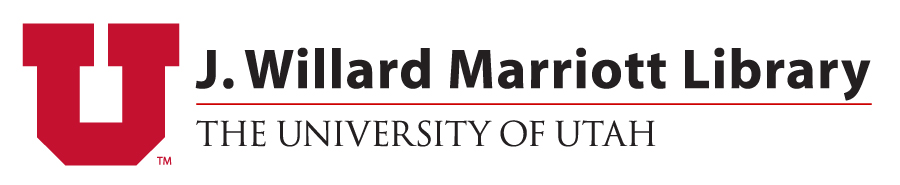 U
TM
J. Willard Marriott Library
THE UNIVERSITY OF UTAH